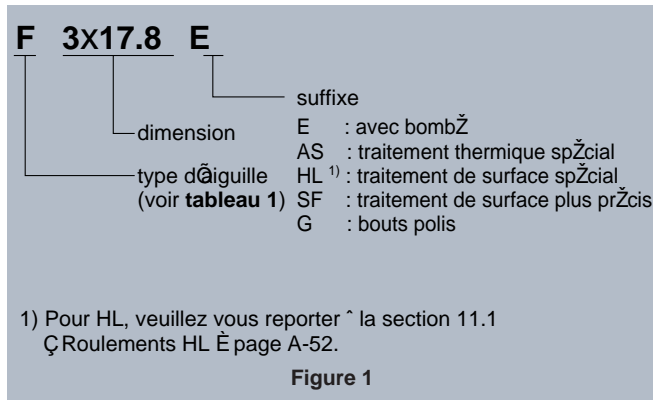 F 3X17.8 E
suffixe
dimension E : avec bombŽ
AS : traitement thermique spŽcial
type dÕaiguille HL 1) : traitement de surface spŽcial
(voir tableau 1) SF : traitement de surface plus prŽcis
G : bouts polis
1) Pour HL, veuillez vous reporter ˆ la section 11.1
Ç Roulements HL È page A-52.
Figure 1